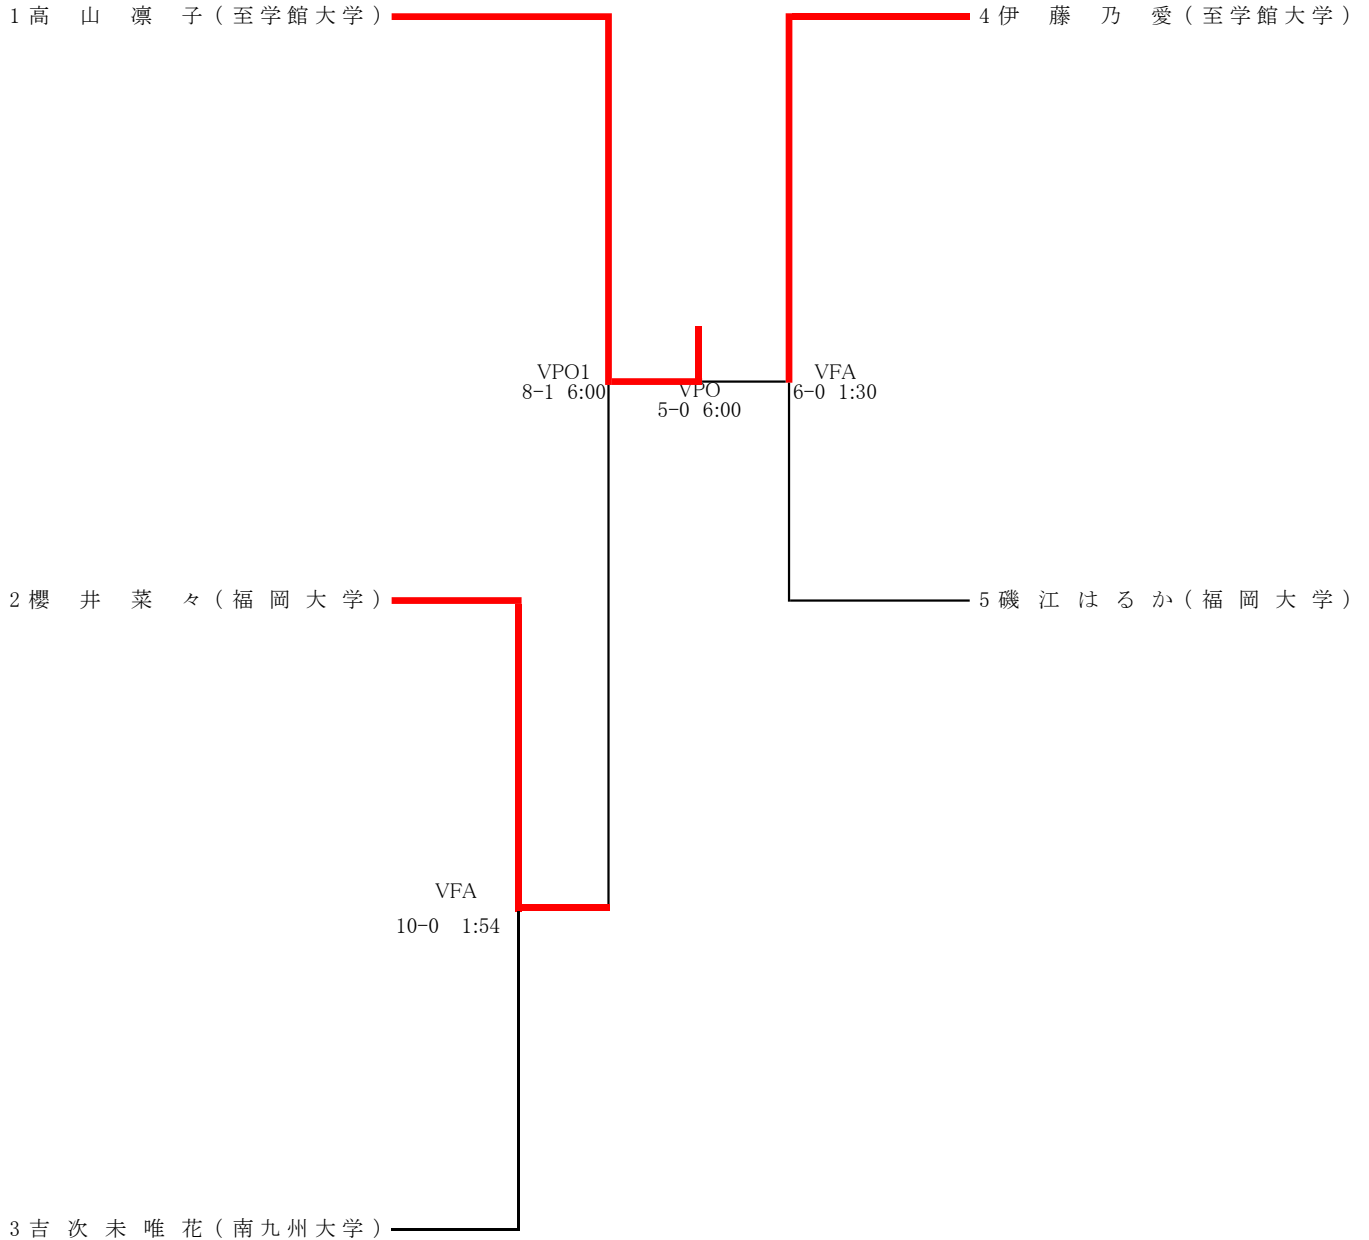 1 高山凛子 (至学館大学)
4 伊藤乃愛 (至学館大学)
VPO1
8-1 6:00
VPO
5-0 6:00
VFA
6-0 1:30
2 櫻井菜々 (福岡大学)
5 磯江はるか (福岡大学)
VFA
10-0 1:54
3 吉次未唯花 (南九州大学)